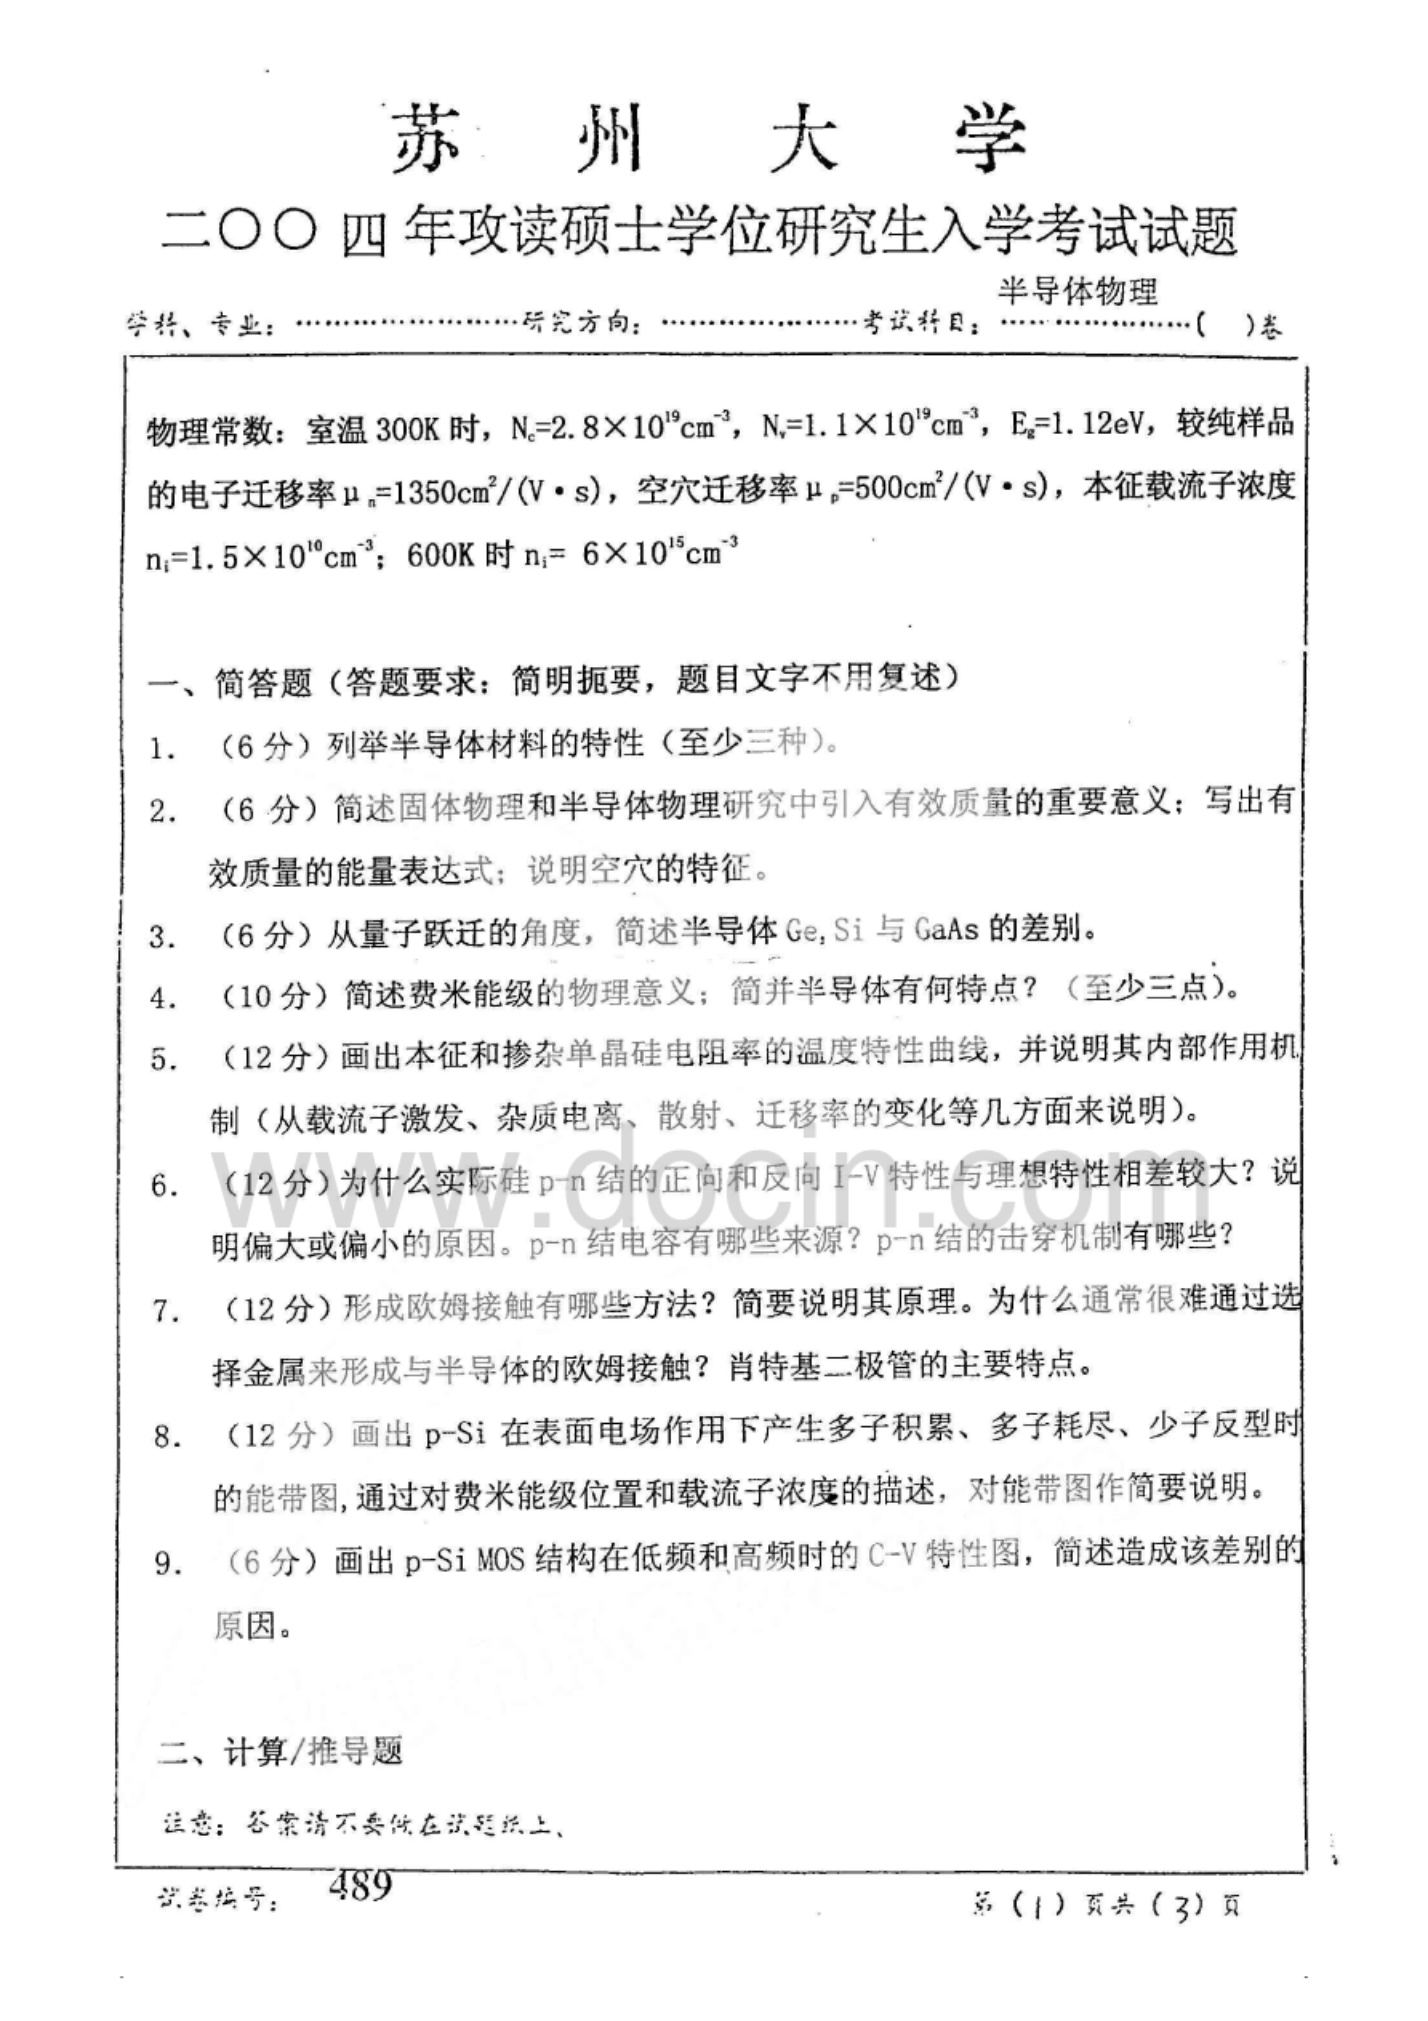 苏 州 大 学
二〇〇四年攻读硕士学位研究生入学考试试题
半导体物理
学科、专业：……………………研究方向：…………………考试科目：…………………( )卷
物理常数：室温 300K 时，N_c=2.8×10¹⁹cm⁻³，N_v=1.1×10¹⁹cm⁻³，E_g=1.12eV，较纯样品
的电子迁移率μ_n=1350cm²/(V·s)，空穴迁移率μ_p=500cm²/(V·s)，本征载流子浓度
n_i=1.5×10¹⁰cm⁻³；600K 时 n_i= 6×10¹⁵cm⁻³
一、简答题（答题要求：简明扼要，题目文字不用复述）
1. （6 分）列举半导体材料的特性（至少三种）。
2. （6 分）简述固体物理和半导体物理研究中引入有效质量的重要意义；写出有
效质量的能量表达式；说明空穴的特征。
3. （6 分）从量子跃迁的角度，简述半导体 Ge,Si 与 GaAs 的差别。
4. （10 分）简述费米能级的物理意义；简并半导体有何特点？（至少三点）。
5. （12 分）画出本征和掺杂单晶硅电阻率的温度特性曲线，并说明其内部作用机
制（从载流子激发、杂质电离、散射、迁移率的变化等几方面来说明）。
6. （12 分）为什么实际硅 p-n 结的正向和反向 I-V 特性与理想特性相差较大？说
明偏大或偏小的原因。p-n 结电容有哪些来源？p-n 结的击穿机制有哪些？
7. （12 分）形成欧姆接触有哪些方法？简要说明其原理。为什么通常很难通过选
择金属来形成与半导体的欧姆接触？肖特基二极管的主要特点。
8. （12 分）画出 p-Si 在表面电场作用下产生多子积累、多子耗尽、少子反型时
的能带图,通过对费米能级位置和载流子浓度的描述，对能带图作简要说明。
9. （6 分）画出 p-Si MOS 结构在低频和高频时的 C-V 特性图，简述造成该差别的
原因。
www.docin.com
二、计算/推导题
注意：答案请不要做在试题纸上、
试卷编号： 489
第（1）页共（3）页